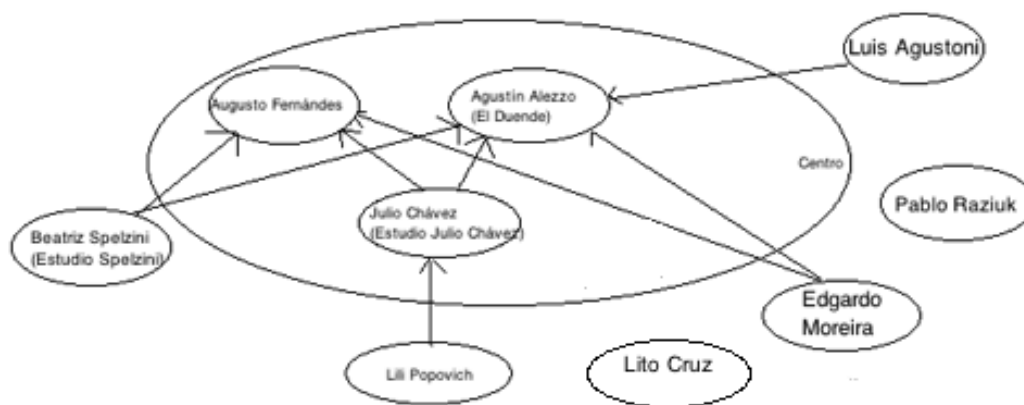 Luis Agustoni
Augusto Fernándes
Agustín Alezzo
(El Duende)
Centro
Pablo Raziuk
Julio Chávez
(Estudio Julio Chávez)
Beatriz Spelzini
(Estudio Spelzini)
Edgardo
Moreira
Lito Cruz
Lili Popovich